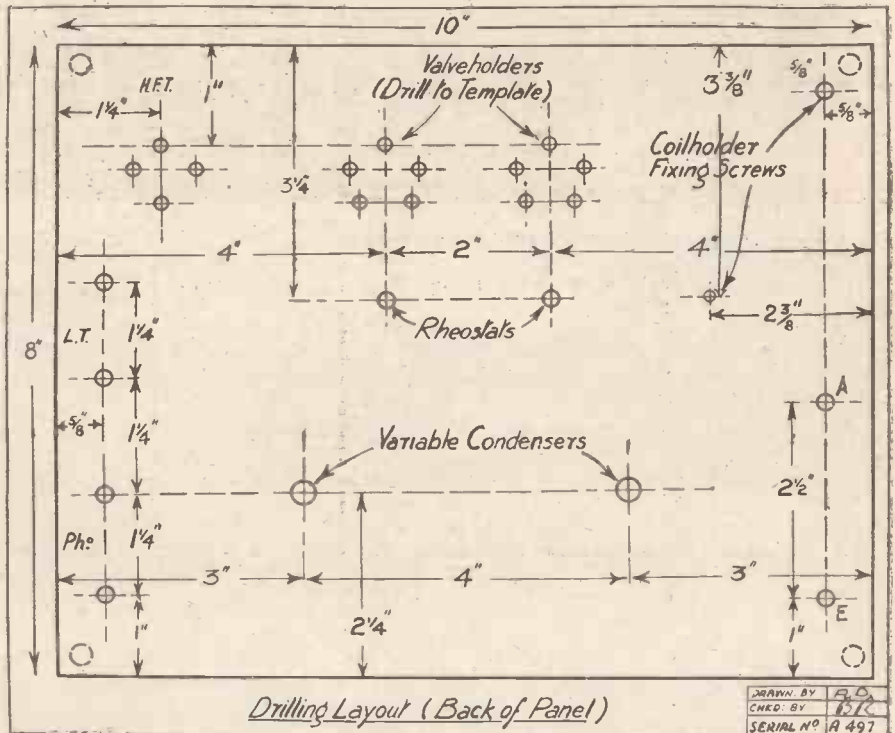 10"
Valveholders
(Drill to Template)
H.F.T.
1¼"
1"
3⅜"
⅝"
⅝"
Coilholder
Fixing Screws
3¼"
4"
2"
4"
8"
L.T.
1¼"
Rheostats
2⅜"
A
⅝"
1¼"
Variable Condensers
2½"
Pho
1¼"
3"
4"
3"
E
1"
2¼"
1"
Drilling Layout (Back of Panel)
DRAWN. BY
CHKD: BY
SERIAL Nº A 497